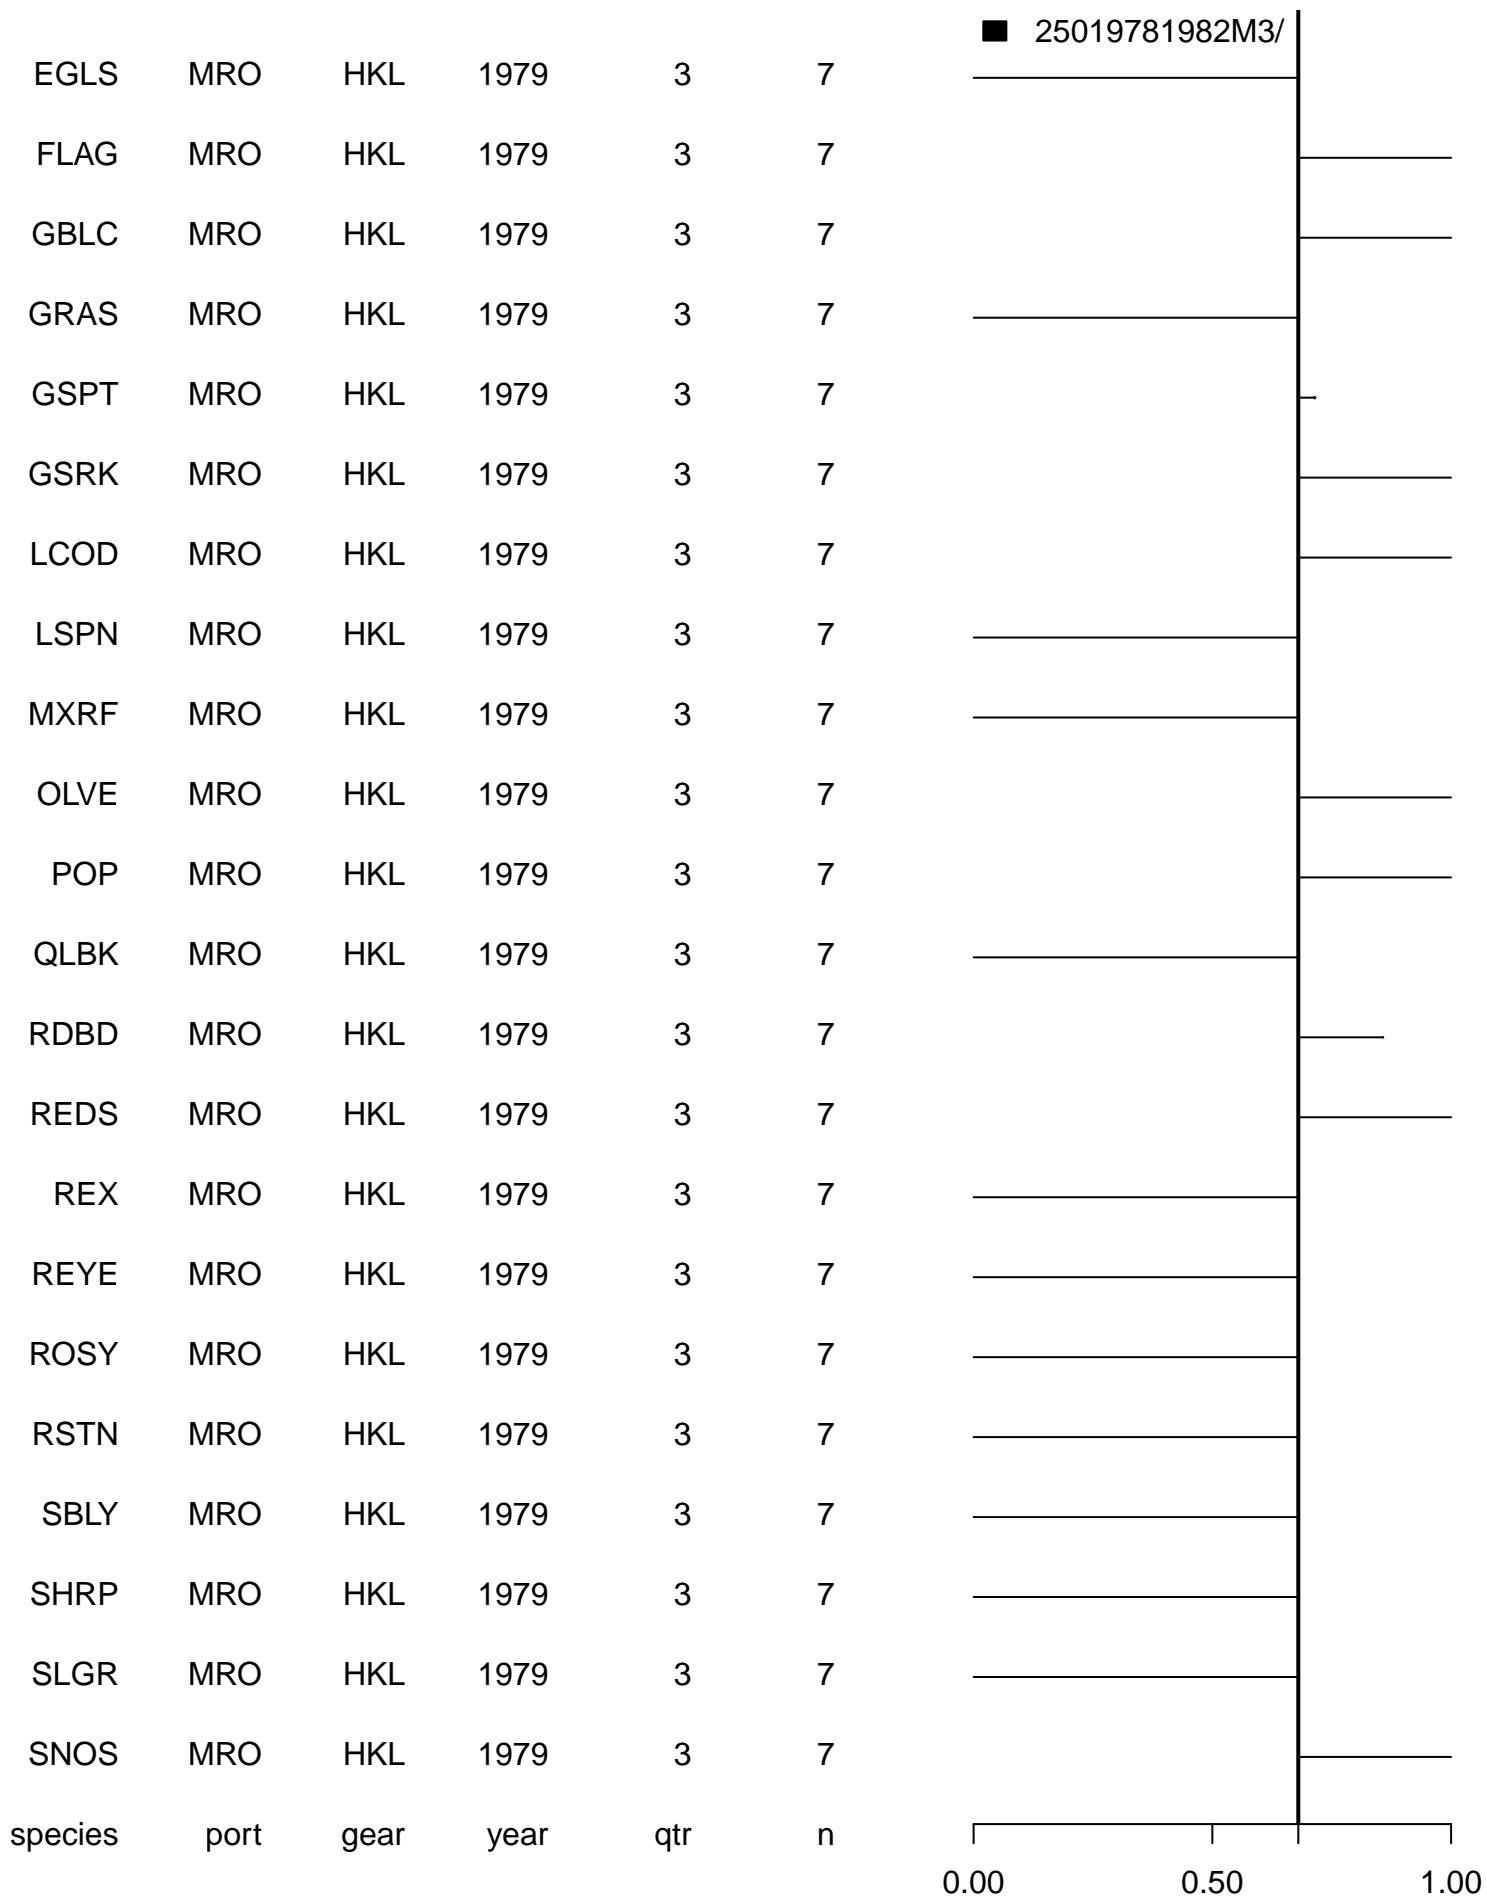 25019781982M3/
EGLS MRO HKL 1979 3 7
FLAG MRO HKL 1979 3 7
GBLC MRO HKL 1979 3 7
GRAS MRO HKL 1979 3 7
GSPT MRO HKL 1979 3 7
GSRK MRO HKL 1979 3 7
LCOD MRO HKL 1979 3 7
LSPN MRO HKL 1979 3 7
MXRF MRO HKL 1979 3 7
OLVE MRO HKL 1979 3 7
POP MRO HKL 1979 3 7
QLBK MRO HKL 1979 3 7
RDBD MRO HKL 1979 3 7
REDS MRO HKL 1979 3 7
REX MRO HKL 1979 3 7
REYE MRO HKL 1979 3 7
ROSY MRO HKL 1979 3 7
RSTN MRO HKL 1979 3 7
SBLY MRO HKL 1979 3 7
SHRP MRO HKL 1979 3 7
SLGR MRO HKL 1979 3 7
SNOS MRO HKL 1979 3 7
species port gear year qtr n
0.00 0.50 1.00